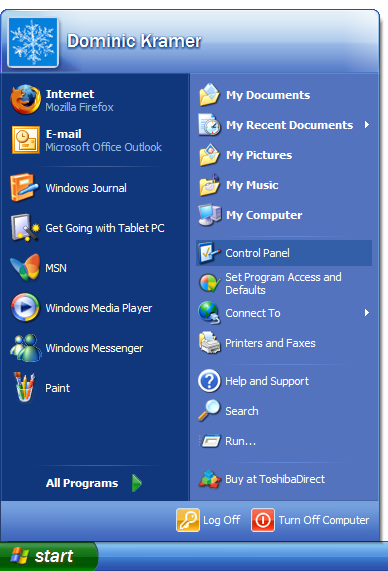 Dominic Kramer
Internet
Mozilla Firefox
E-mail
Microsoft Office Outlook
Windows Journal
Get Going with Tablet PC
MSN
Windows Media Player
Windows Messenger
Paint
All Programs
My Documents
My Recent Documents
My Pictures
My Music
My Computer
Control Panel
Set Program Access and
Defaults
Connect To
Printers and Faxes
Help and Support
Search
Run...
Buy at ToshibaDirect
Log Off
Turn Off Computer
start